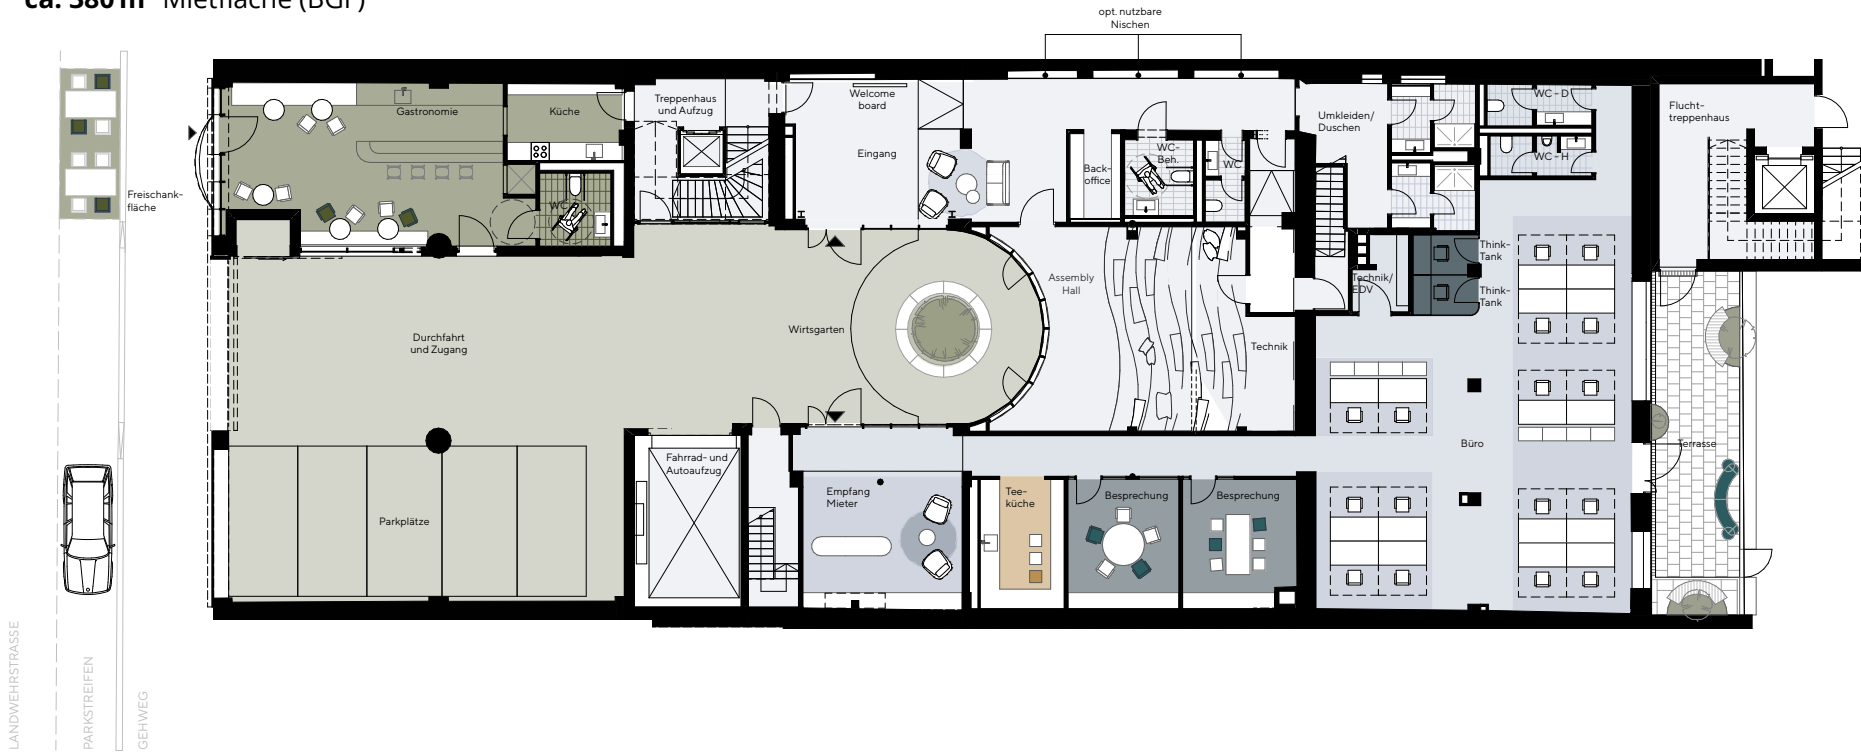 ca. 580 m² Mietfläche (BGF)
opt. nutzbare
Nischen
Gastronomie
Küche
Treppenhaus
und Aufzug
Welcome
board
Eingang
Umkleiden/
Duschen
WC - D
WC - H
Flucht-
treppenhaus
WC-
Beh.
WC
Back-
office
Freischank-
fläche
WC
Think-
Tank
Think-
Tank
Technik/
EDV
Assembly
Hall
Durchfahrt
und Zugang
Wirtsgarten
Technik
Büro
Terrasse
Fahrrad- und
Autoaufzug
Empfang
Mieter
Tee-
küche
Besprechung
Besprechung
Parkplätze
LANDWEHRSTRASSE
PARKSTREIFEN
GEHWEG